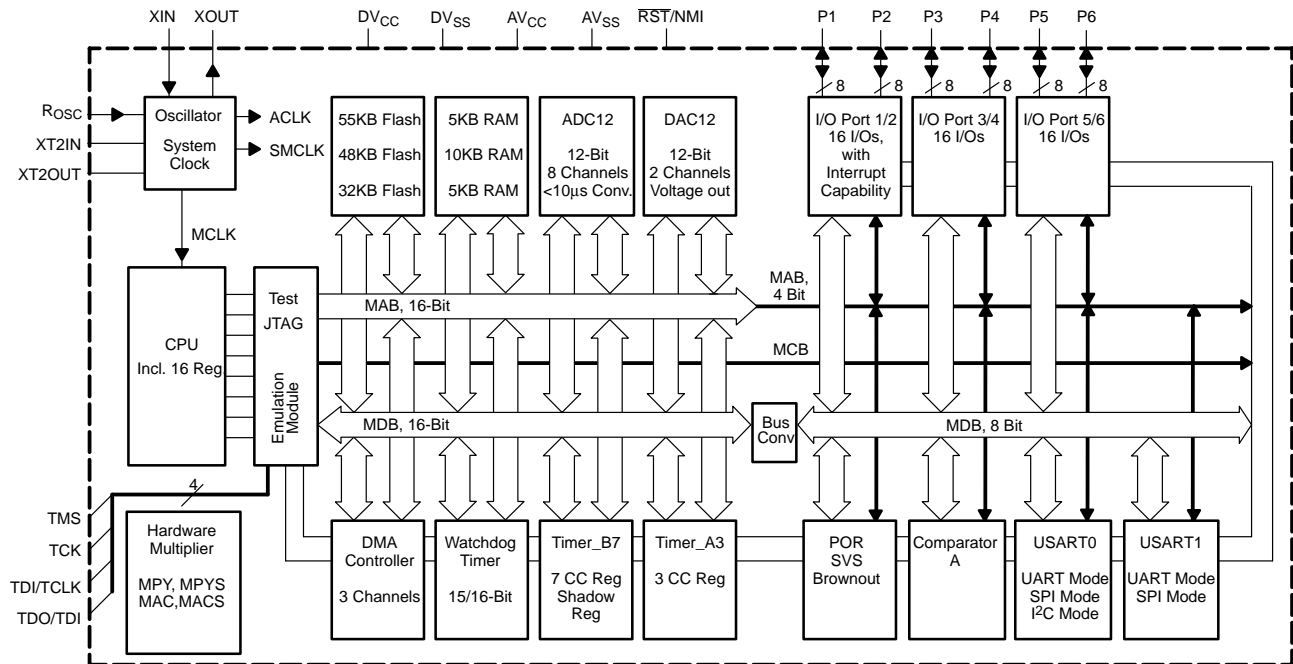 XIN XOUT DVCC DVSS AVCC AVSS RST/NMI P1 P2 P3 P4 P5 P6
8 8 8 8 8 8
ROSC
XT2IN
XT2OUT
Oscillator
System
Clock
ACLK
SMCLK
MCLK
55KB Flash
48KB Flash
32KB Flash
5KB RAM
10KB RAM
5KB RAM
ADC12
12-Bit
8 Channels
<10μs Conv.
DAC12
12-Bit
2 Channels
Voltage out
I/O Port 1/2
16 I/Os,
with
Interrupt
Capability
I/O Port 3/4
16 I/Os
I/O Port 5/6
16 I/Os
CPU
Incl. 16 Reg.
Test
JTAG
Emulation
Module
MAB, 16-Bit
MAB,
4 Bit
MCB
MDB, 16-Bit
Bus
Conv
MDB, 8 Bit
4
TMS
TCK
TDI/TCLK
TDO/TDI
Hardware
Multiplier
MPY, MPYS
MAC,MACS
DMA
Controller
3 Channels
Watchdog
Timer
15/16-Bit
Timer_B7
7 CC Reg
Shadow
Reg
Timer_A3
3 CC Reg
POR
SVS
Brownout
Comparator
A
USART0
UART Mode
SPI Mode
I2C Mode
USART1
UART Mode
SPI Mode